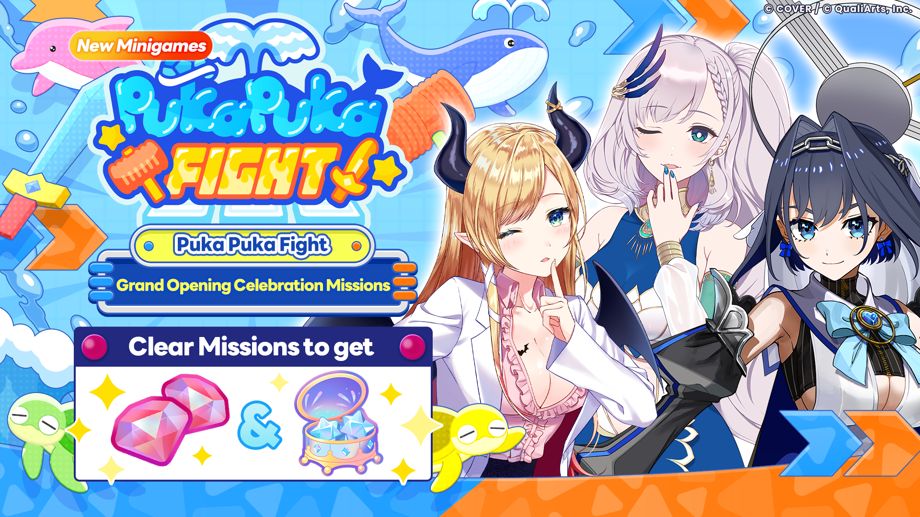 © COVER / © QualiArts, Inc.
New Minigames
PukaPuka
FIGHT
Puka Puka Fight
Grand Opening Celebration Missions
Clear Missions to get
&